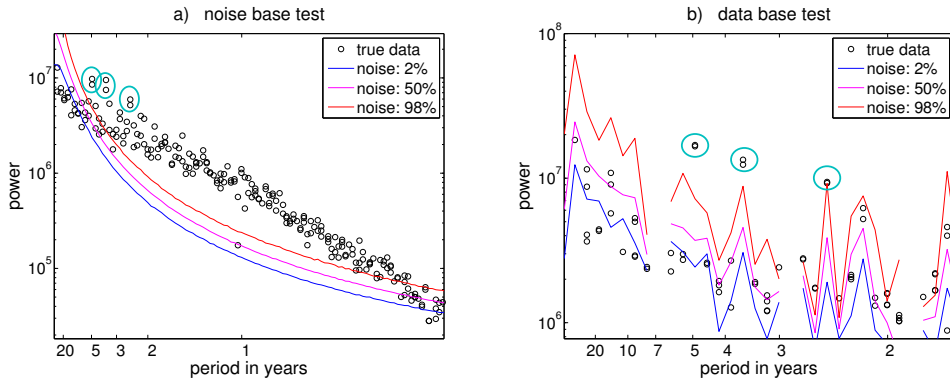 a) noise base test
10^7
10^6
10^5
power
20 5 3 2 1
period in years
true data
noise: 2%
noise: 50%
noise: 98%
b) data base test
10^8
10^7
10^6
power
20 10 7 5 4 3 2
period in years
true data
noise: 2%
noise: 50%
noise: 98%